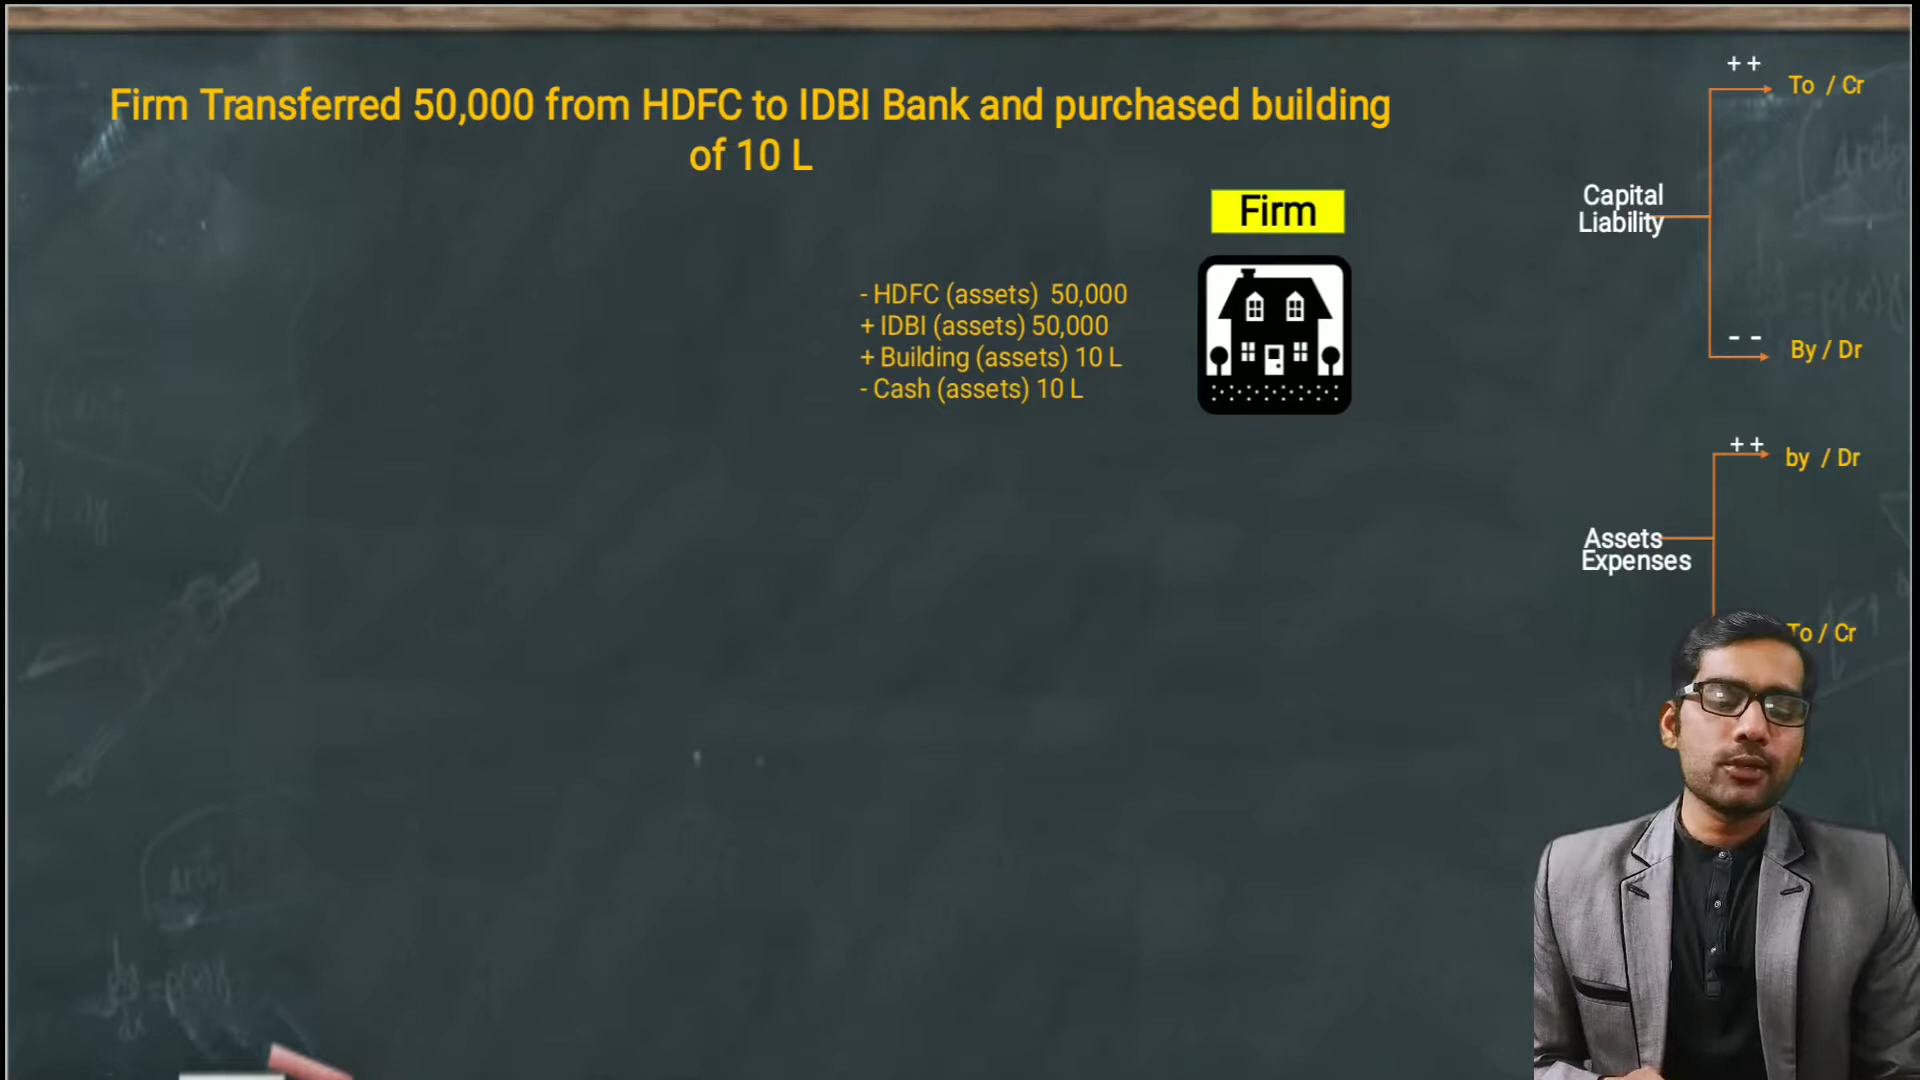 Firm Transferred 50,000 from HDFC to IDBI Bank and purchased building
of 10 L
Firm
- HDFC (assets)  50,000
+ IDBI (assets) 50,000
+ Building (assets) 10 L
- Cash (assets) 10 L
+ +
To / Cr
Capital
Liability
- -
By / Dr
+ +
by / Dr
Assets
Expenses
To / Cr